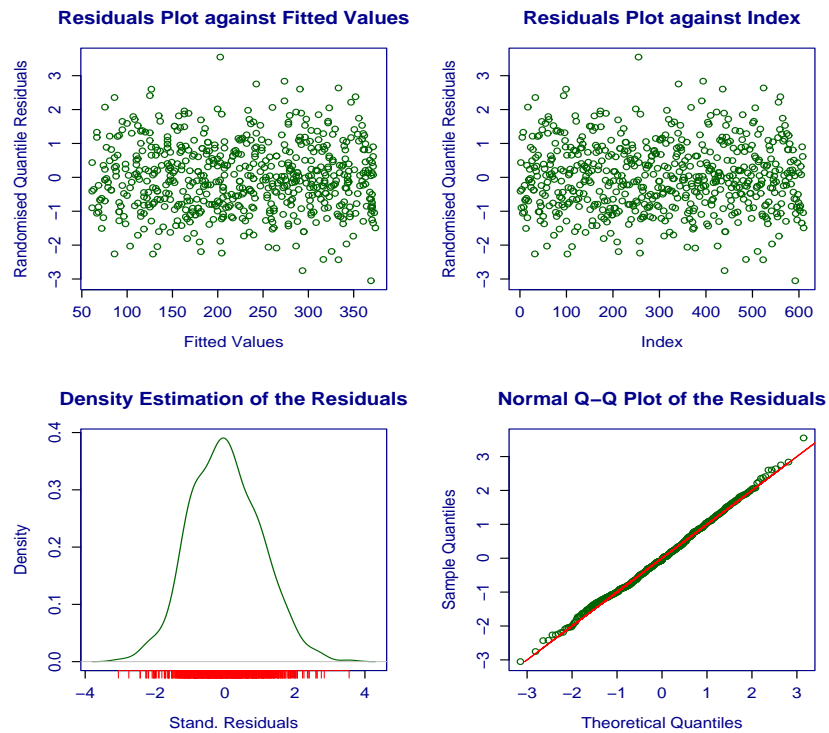 Residuals Plot against Fitted Values
Randomised Quantile Residuals
3
2
1
0
−1
−2
−3
50 100 150 200 250 300 350
Fitted Values
Residuals Plot against Index
Randomised Quantile Residuals
3
2
1
0
−1
−2
−3
0 100 200 300 400 500 600
Index
Density Estimation of the Residuals
Density
0.4
0.3
0.2
0.1
0.0
−4 −2 0 2 4
Stand. Residuals
Normal Q−Q Plot of the Residuals
Sample Quantiles
3
2
1
0
−1
−2
−3
−3 −2 −1 0 1 2 3
Theoretical Quantiles